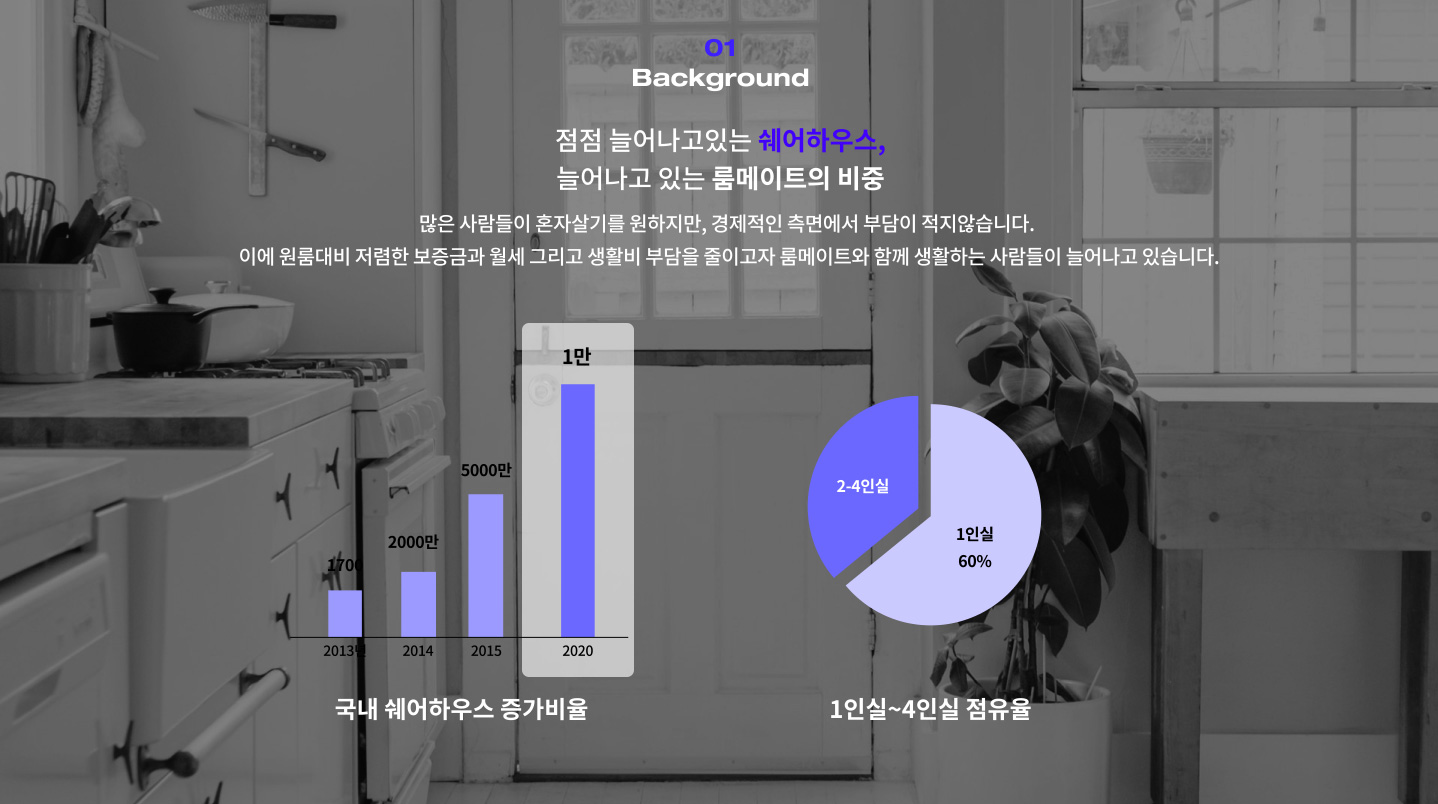 01
Background
점점 늘어나고있는 쉐어하우스,
늘어나고 있는 룸메이트의 비중
많은 사람들이 혼자살기를 원하지만, 경제적인 측면에서 부담이 적지않습니다.
이에 원룸대비 저렴한 보증금과 월세 그리고 생활비 부담을 줄이고자 룸메이트와 함께 생활하는 사람들이 늘어나고 있습니다.
1700
2000만
5000만
1만
2013년
2014
2015
2020
국내 쉐어하우스 증가비율
2-4인실
1인실
60%
1인실~4인실 점유율